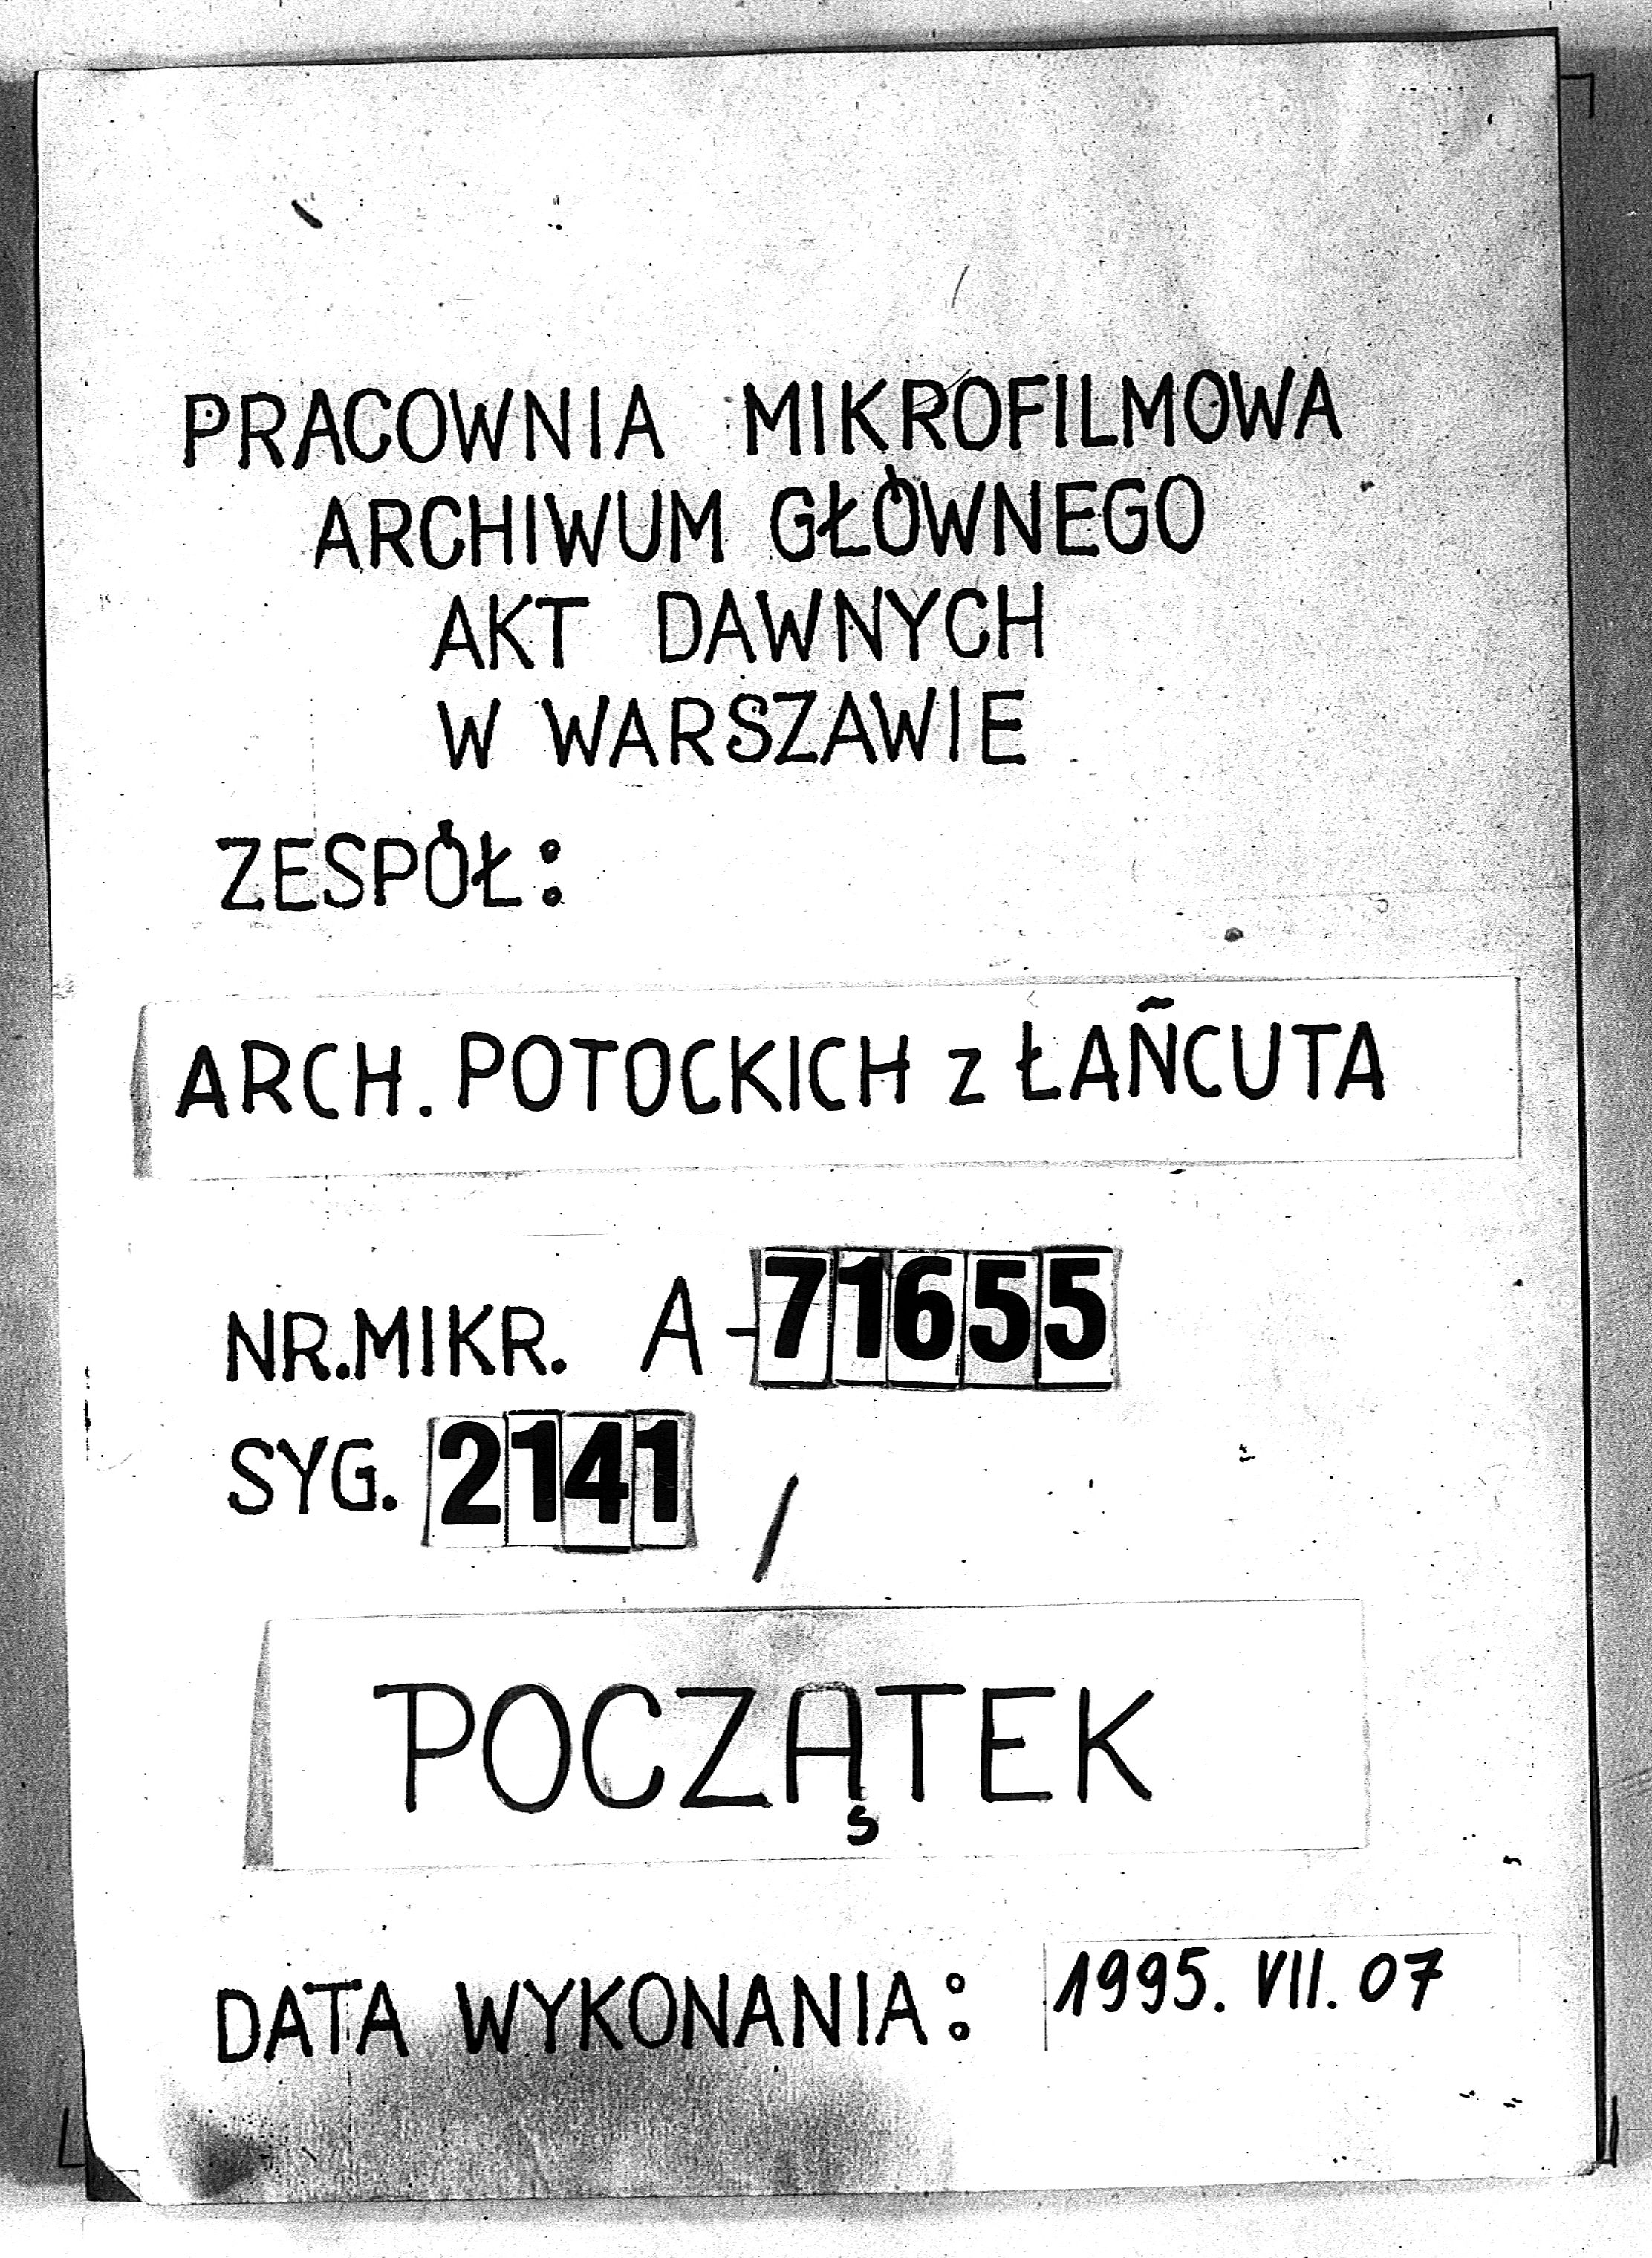 PRACOWNIA MIKROFILMOWA
ARCHIWUM GŁÓWNEGO
AKT DAWNYCH
W WARSZAWIE
ZESPÓŁ:
ARCH. POTOCKICH z ŁAŃCUTA
NR.MIKR. A-71655
SYG. 2141 /
POCZĄTEK
DATA WYKONANIA: 1995. VII. 07